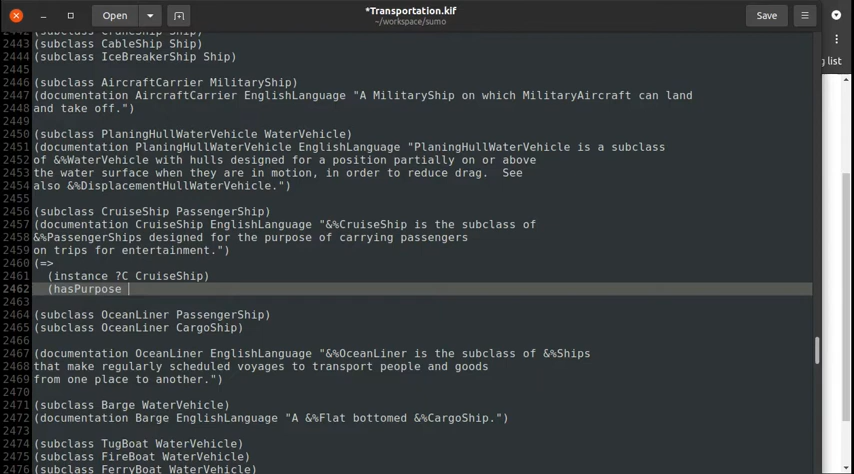 Open
*Transportation.kif
~/workspace/sumo
Save
g list
2442 (subclass CraneShip Ship)
2443 (subclass CableShip Ship)
2444 (subclass IceBreakerShip Ship)
2445
2446 (subclass AircraftCarrier MilitaryShip)
2447 (documentation AircraftCarrier EnglishLanguage "A MilitaryShip on which MilitaryAircraft can land
2448 and take off.")
2449
2450 (subclass PlaningHullWaterVehicle WaterVehicle)
2451 (documentation PlaningHullWaterVehicle EnglishLanguage "PlaningHullWaterVehicle is a subclass
2452 of &%WaterVehicle with hulls designed for a position partially on or above
2453 the water surface when they are in motion, in order to reduce drag.  See
2454 also &%DisplacementHullWaterVehicle.")
2455
2456 (subclass CruiseShip PassengerShip)
2457 (documentation CruiseShip EnglishLanguage "&%CruiseShip is the subclass of
2458 &%PassengerShips designed for the purpose of carrying passengers
2459 on trips for entertainment.")
2460 (=>
2461   (instance ?C CruiseShip)
2462   (hasPurpose
2463
2464 (subclass OceanLiner PassengerShip)
2465 (subclass OceanLiner CargoShip)
2466
2467 (documentation OceanLiner EnglishLanguage "&%OceanLiner is the subclass of &%Ships
2468 that make regularly scheduled voyages to transport people and goods
2469 from one place to another.")
2470
2471 (subclass Barge WaterVehicle)
2472 (documentation Barge EnglishLanguage "A &%Flat bottomed &%CargoShip.")
2473
2474 (subclass TugBoat WaterVehicle)
2475 (subclass FireBoat WaterVehicle)
2476 (subclass FerryBoat WaterVehicle)